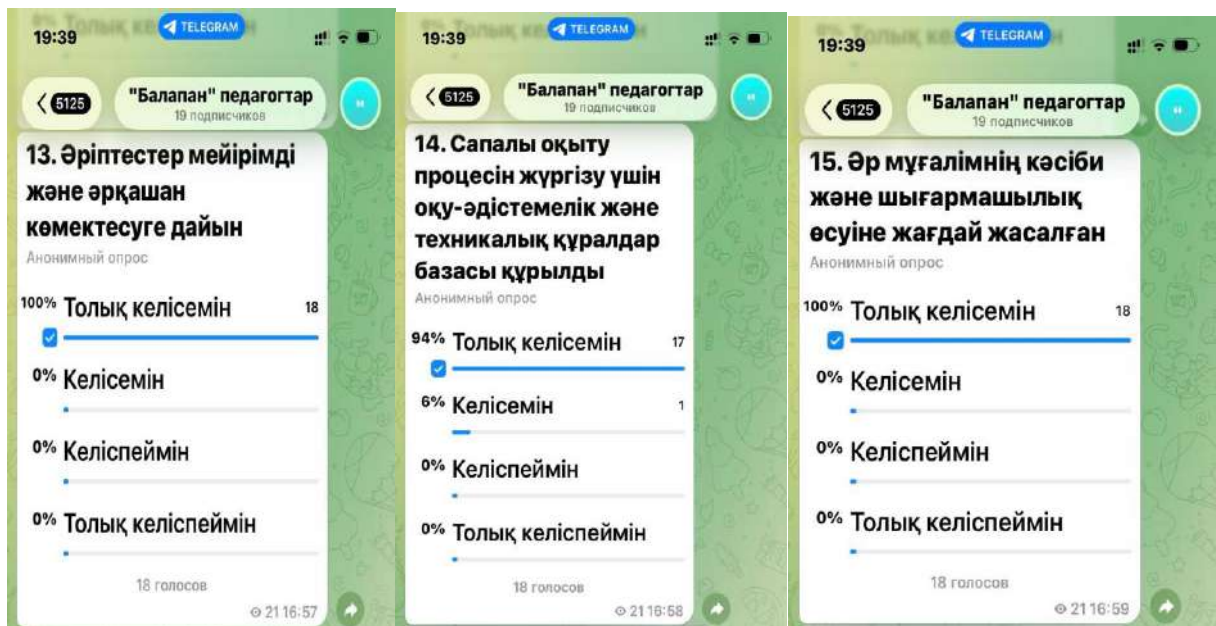 19:39
TELEGRAM
5125
"Балапан" педагогтар
19 подписчиков
13. Әріптестер мейірімді
және әрқашан
көмектесуге дайын
Анонимный опрос
100% Толық келісемін 18
0% Келісемін
0% Келіспеймін
0% Толық келіспеймін
18 голосов
21 16:57
19:39
TELEGRAM
5125
"Балапан" педагогтар
19 подписчиков
14. Сапалы оқыту
процесін жүргізу үшін
оқу-әдістемелік және
техникалық құралдар
базасы құрылды
Анонимный опрос
94% Толық келісемін 17
6% Келісемін 1
0% Келіспеймін
0% Толық келіспеймін
18 голосов
21 16:58
19:39
TELEGRAM
5125
"Балапан" педагогтар
19 подписчиков
15. Әр мұғалімнің кәсіби
және шығармашылық
өсуіне жағдай жасалған
Анонимный опрос
100% Толық келісемін 18
0% Келісемін
0% Келіспеймін
0% Толық келіспеймін
18 голосов
21 16:59